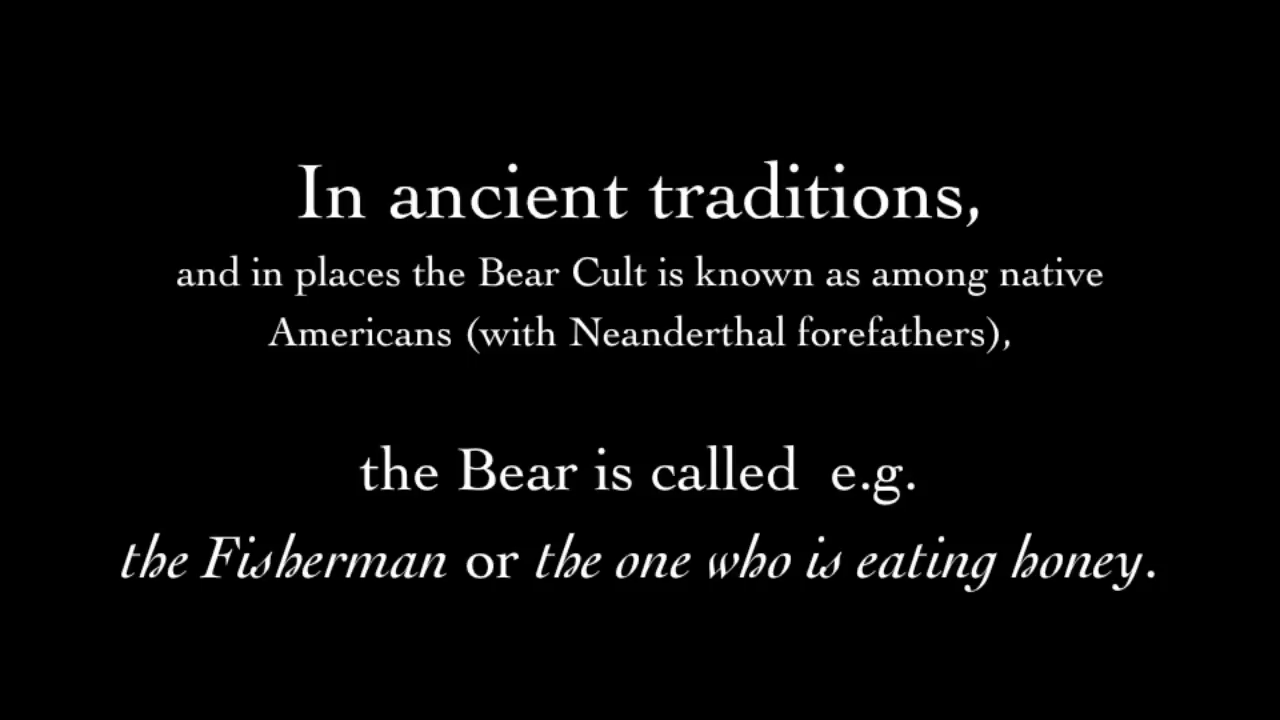 In ancient traditions,
and in places the Bear Cult is known as among native
Americans (with Neanderthal forefathers),
the Bear is called  e.g.
the Fisherman or the one who is eating honey.